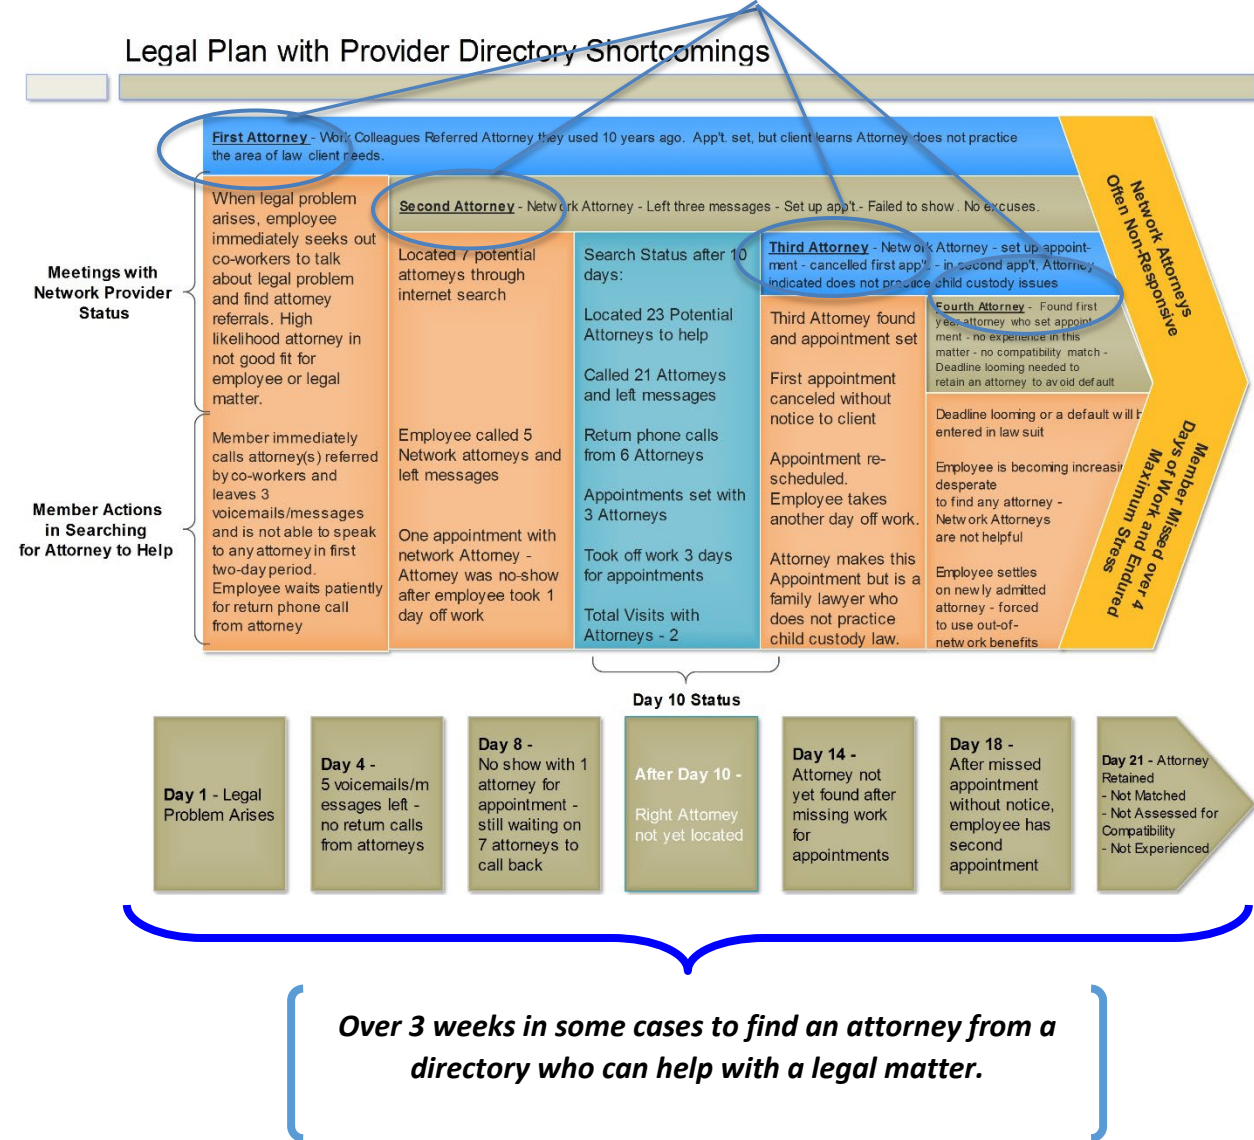 Legal Plan with Provider Directory Shortcomings
First Attorney - Work Colleagues Referred Attorney they used 10 years ago. App't. set, but client learns Attorney does not practice
the area of law client needs.
Second Attorney - Network Attorney - Left three messages - Set up app't.- Failed to show. No excuses.
Third Attorney - Network Attorney - set up appoint-
ment - cancelled first app't. - in second app't, Attorney
indicated does not practice child custody issues
Fourth Attorney - Found first
year attorney who set appoint-
ment - no experience in this
matter - no compatibility match -
Deadline looming needed to
retain an attorney to avoid default
Network Attorneys
Often Non-Responsive
Member Missed over 4
Days of Work and Endured
Maximum Stress
Meetings with
Network Provider
Status
Member Actions
in Searching
for Attorney to Help
When legal problem
arises, employee
immediately seeks out
co-workers to talk
about legal problem
and find attorney
referrals. High
likelihood attorney in
not good fit for
employee or legal
matter.
Member immediately
calls attorney(s) referred
by co-workers and
leaves 3
voicemails/messages
and is not able to speak
to any attorney in first
two-day period.
Employee waits patiently
for return phone call
from attorney
Located 7 potential
attorneys through
internet search
Employee called 5
Network attorneys and
left messages
One appointment with
network Attorney -
Attorney was no-show
after employee took 1
day off work
Search Status after 10
days:
Located 23 Potential
Attorneys to help
Called 21 Attorneys
and left messages
Return phone calls
from 6 Attorneys
Appointments set with
3 Attorneys
Took off work 3 days
for appointments
Total Visits with
Attorneys - 2
Third Attorney found
and appointment set
First appointment
canceled without
notice to client
Appointment re-
scheduled.
Employee takes
another day off work.
Attorney makes this
Appointment but is a
family lawyer who
does not practice
child custody law.
Deadline looming or a default will b
entered in law suit
Employee is becoming increasin
desperate
to find any attorney -
Network Attorneys
are not helpful
Employee settles
on newly admitted
attorney - forced
to use out-of-
network benefits
Day 10 Status
Day 1 - Legal
Problem Arises
Day 4 -
5 voicemails/m
essages left -
no return calls
from attorneys
Day 8 -
No show with 1
attorney for
appointment -
still waiting on
7 attorneys to
call back
After Day 10 -
Right Attorney
not yet located
Day 14 -
Attorney not
yet found after
missing work
for
appointments
Day 18 -
After missed
appointment
without notice,
employee has
second
appointment
Day 21 - Attorney
Retained
- Not Matched
- Not Assessed for
Compatibility
- Not Experienced
Over 3 weeks in some cases to find an attorney from a
directory who can help with a legal matter.